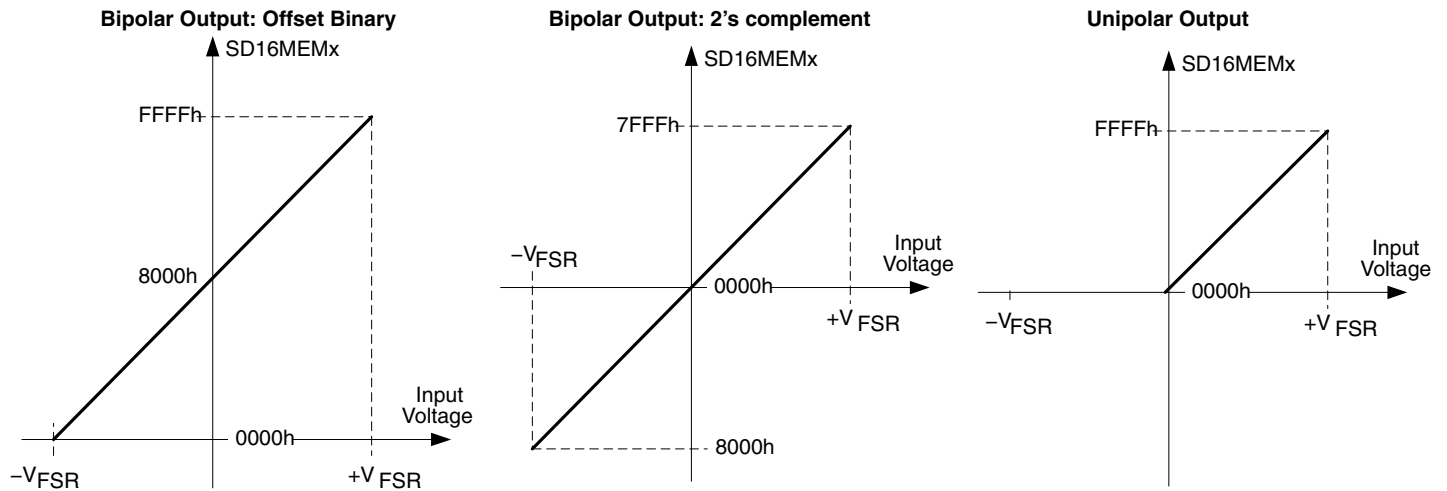 Bipolar Output: Offset Binary
SD16MEMx
FFFFh
8000h
Input
Voltage
0000h
–VFSR
+V FSR
Bipolar Output: 2's complement
SD16MEMx
7FFFh
–VFSR
Input
Voltage
0000h
+V FSR
8000h
Unipolar Output
SD16MEMx
FFFFh
Input
Voltage
0000h
–VFSR
+V FSR